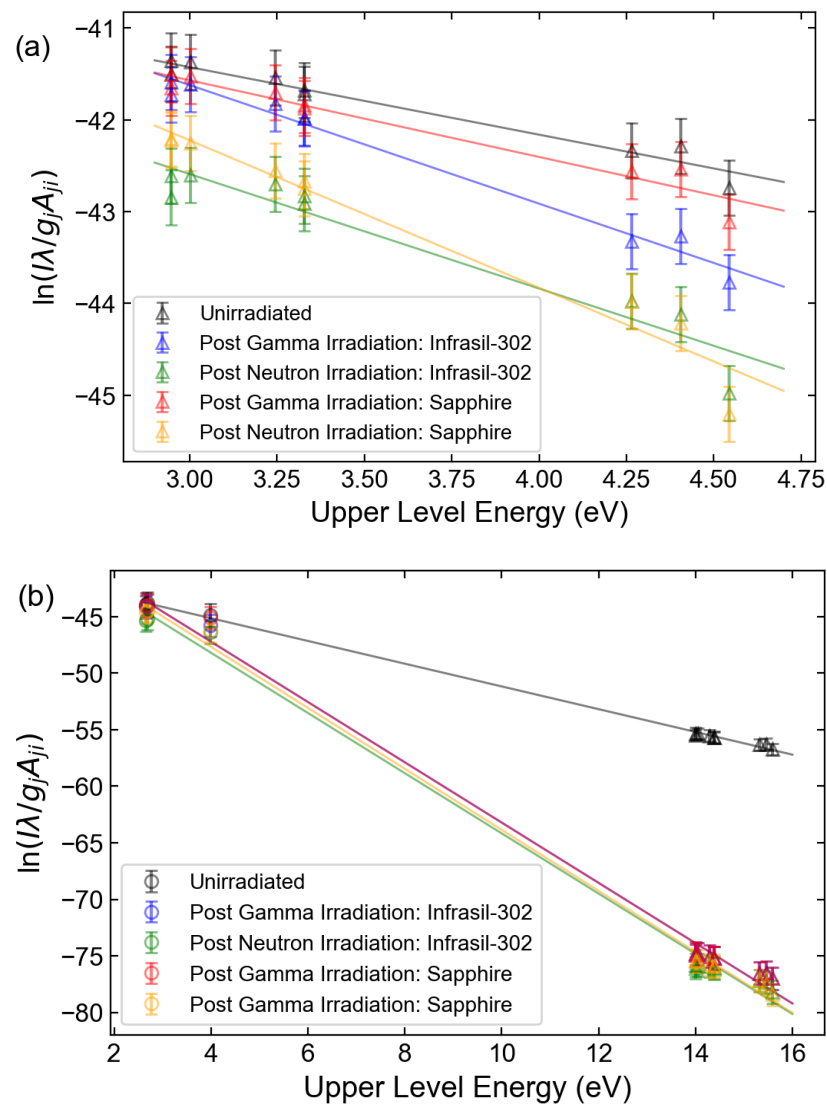 (a)
−41
−42
−43
−44
−45
ln(Iλ/gjAji)
Unirradiated
Post Gamma Irradiation: Infrasil-302
Post Neutron Irradiation: Infrasil-302
Post Gamma Irradiation: Sapphire
Post Neutron Irradiation: Sapphire
3.00 3.25 3.50 3.75 4.00 4.25 4.50 4.75
Upper Level Energy (eV)
(b)
−45
−50
−55
−60
−65
−70
−75
−80
ln(Iλ/gjAji)
Unirradiated
Post Gamma Irradiation: Infrasil-302
Post Neutron Irradiation: Infrasil-302
Post Gamma Irradiation: Sapphire
Post Gamma Irradiation: Sapphire
2 4 6 8 10 12 14 16
Upper Level Energy (eV)